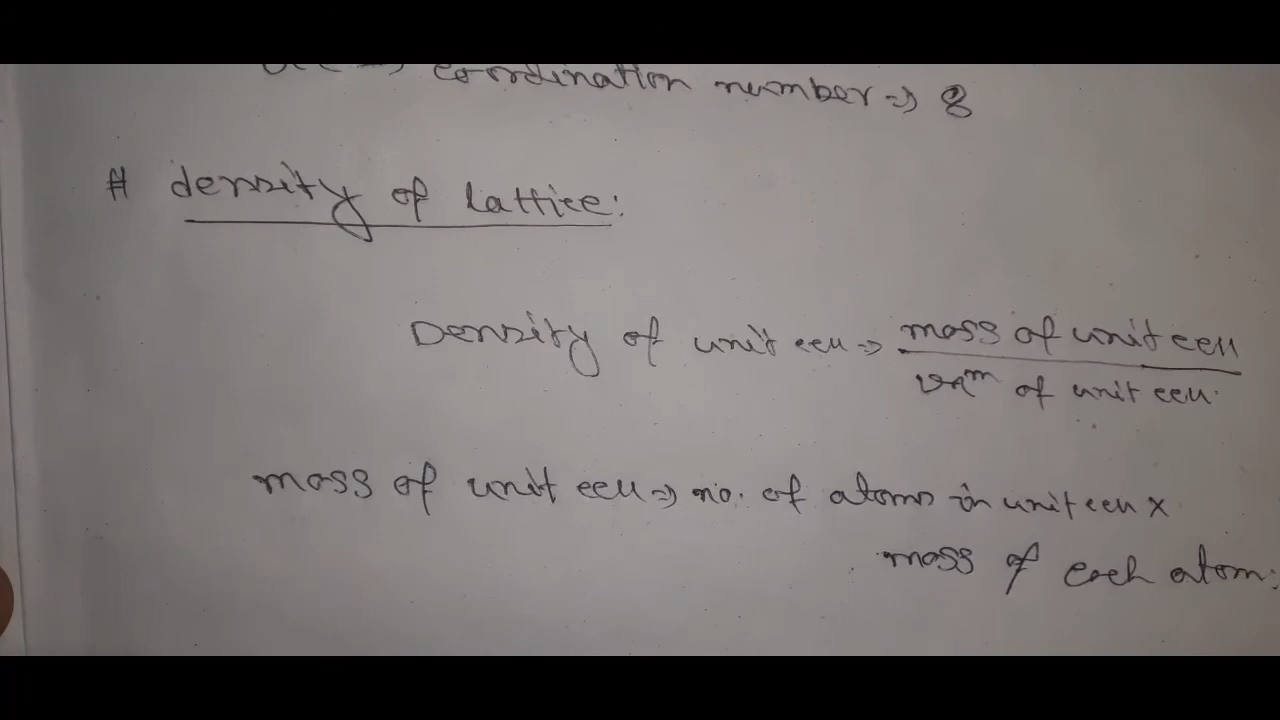 coordination number => 8
# density of lattice:
Density of unit cell => mass of unit cell
volm of unit cell.
mass of unit cell => no. of atoms in unit cell x
mass of each atom: